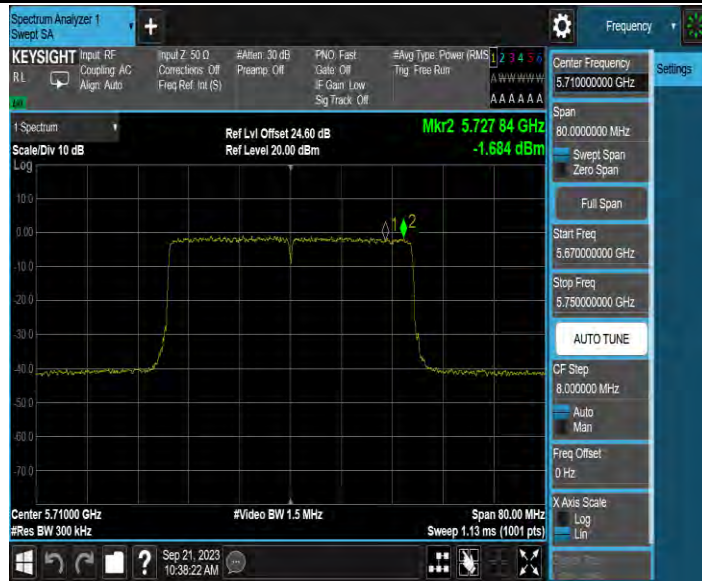 Spectrum Analyzer 1
Swept SA
+
Frequency
KEYSIGHT
RL
Input: RF
Coupling: AC
Align: Auto
Input Z: 50 Ω
Corrections: Off
Freq Ref: Int (S)
#Atten: 30 dB
Preamp: Off
PNO: Fast
Gate: Off
IF Gain: Low
Sig Track: Off
#Avg Type: Power (RMS
Trig: Free Run
1 2 3 4 5 6
A W W W W W
A A A A A A
Settings
1 Spectrum
Scale/Div 10 dB
Log
Ref Lvl Offset 24.60 dB
Ref Level 20.00 dBm
Mkr2 5.727 84 GHz
-1.684 dBm
10.0
0.00
-10.0
-20.0
-30.0
-40.0
-50.0
-60.0
-70.0
1
2
Center 5.71000 GHz
#Res BW 300 kHz
#Video BW 1.5 MHz
Span 80.00 MHz
Sweep 1.13 ms (1001 pts)
Center Frequency
5.710000000 GHz
Span
80.0000000 MHz
Swept Span
Zero Span
Full Span
Start Freq
5.670000000 GHz
Stop Freq
5.750000000 GHz
AUTO TUNE
CF Step
8.000000 MHz
Auto
Man
Freq Offset
0 Hz
X Axis Scale
Log
Lin
?
Sep 21, 2023
10:38:22 AM